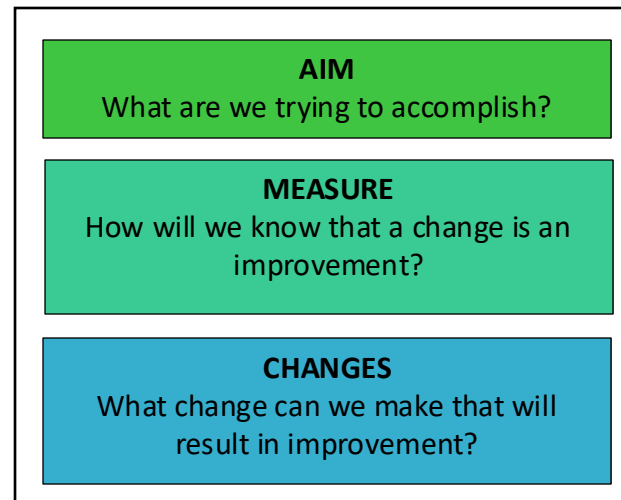 AIM
What are we trying to accomplish?
MEASURE
How will we know that a change is an
improvement?
CHANGES
What change can we make that will
result in improvement?